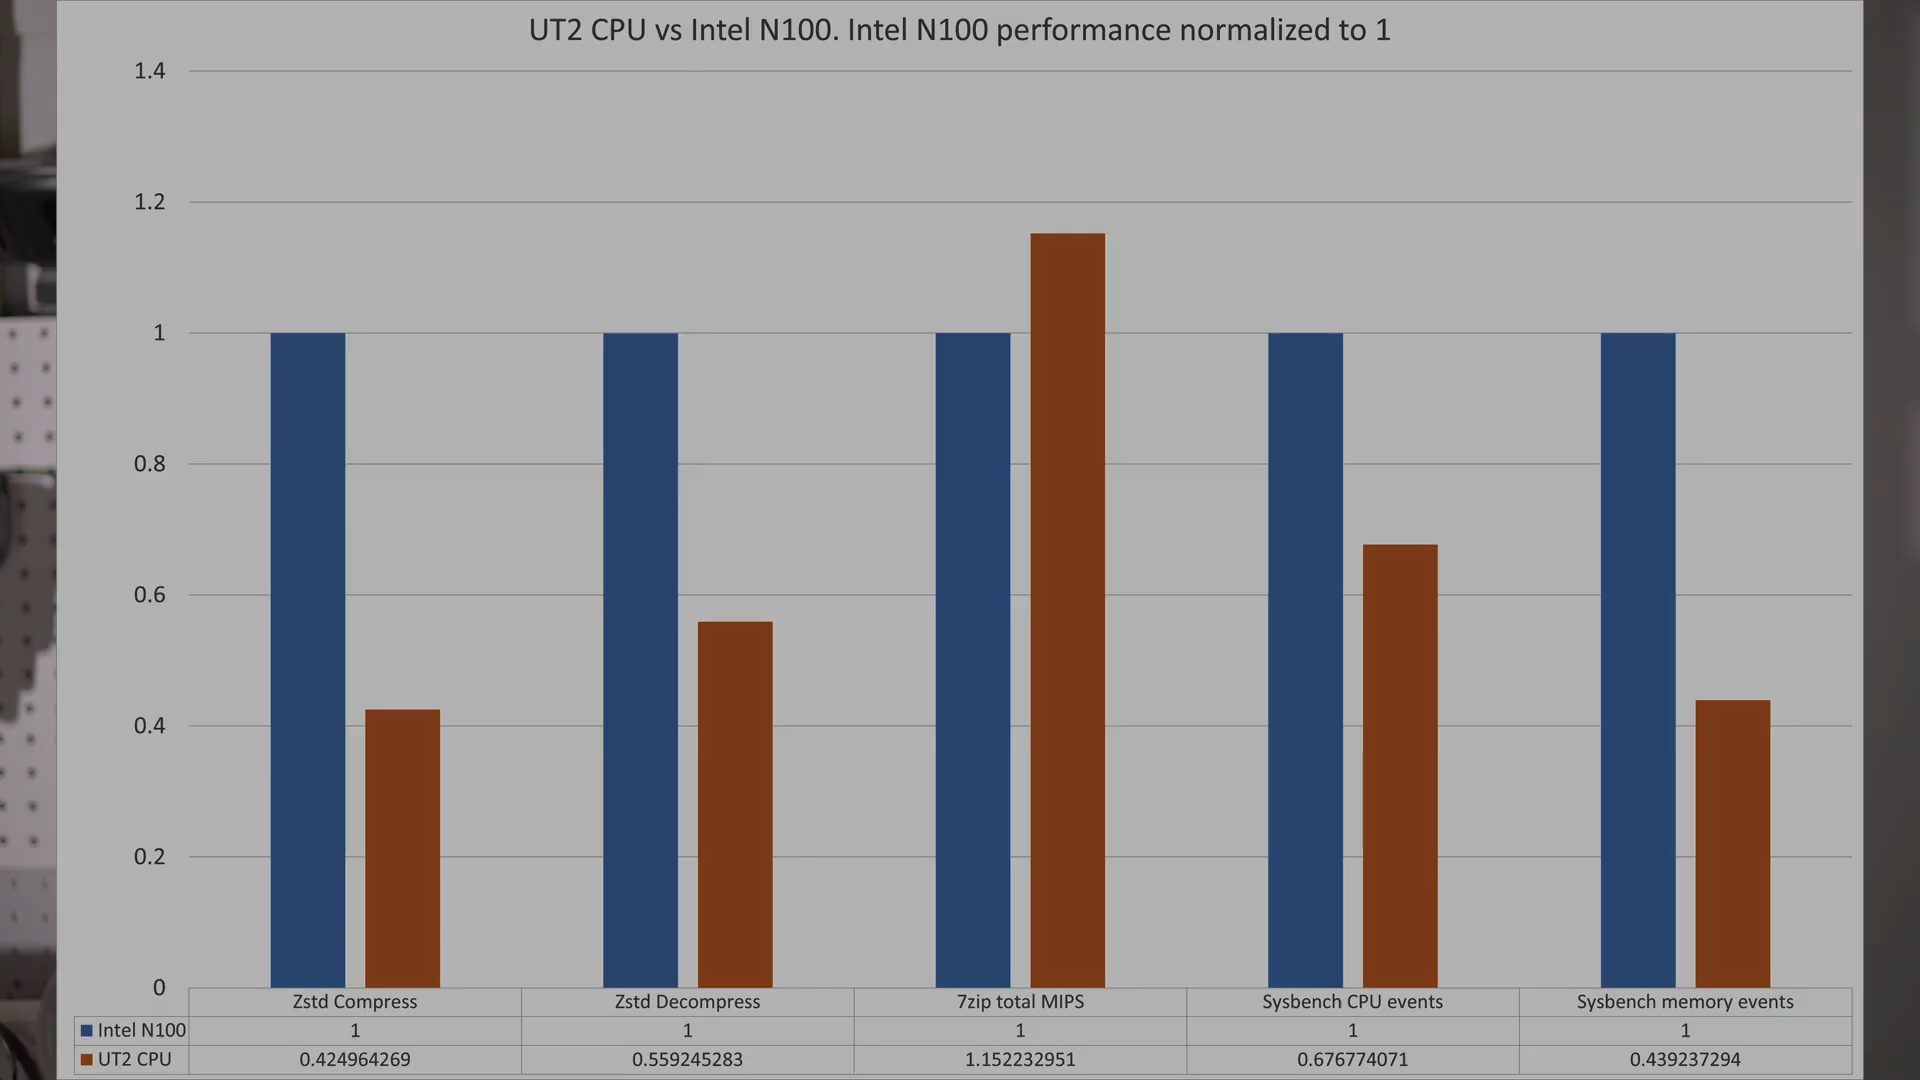 UT2 CPU vs Intel N100. Intel N100 performance normalized to 1
1.4
1.2
1
0.8
0.6
0.4
0.2
0
Zstd Compress Zstd Decompress 7zip total MIPS Sysbench CPU events Sysbench memory events
Intel N100 1 1 1 1 1
UT2 CPU 0.424964269 0.559245283 1.152232951 0.676774071 0.439237294